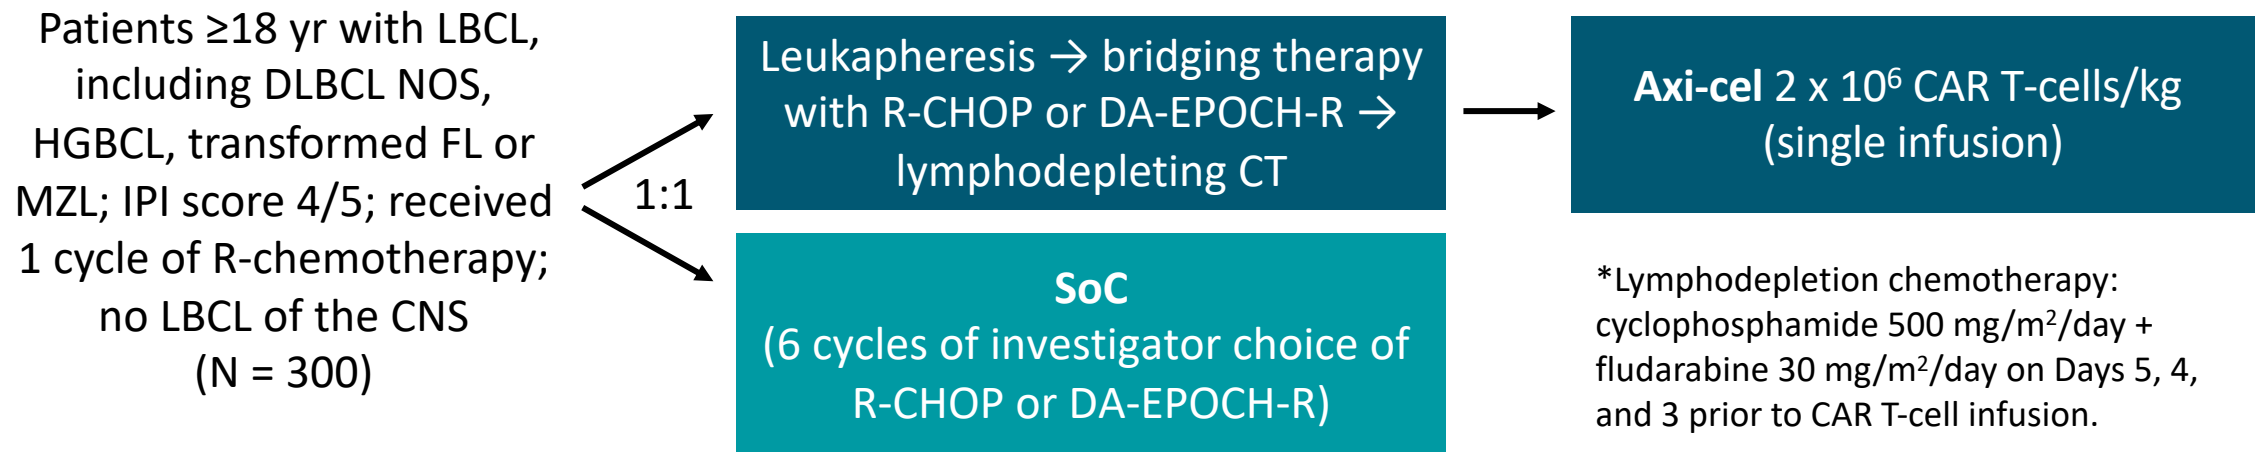 Patients ≥18 yr with LBCL,
including DLBCL NOS,
HGBCL, transformed FL or
MZL; IPI score 4/5; received
1 cycle of R-chemotherapy;
no LBCL of the CNS
(N = 300)
1:1
Leukapheresis → bridging therapy
with R-CHOP or DA-EPOCH-R →
lymphodepleting CT
SoC
(6 cycles of investigator choice of
R-CHOP or DA-EPOCH-R)
Axi-cel 2 x 10⁶ CAR T-cells/kg
(single infusion)
*Lymphodepletion chemotherapy:
cyclophosphamide 500 mg/m²/day +
fludarabine 30 mg/m²/day on Days 5, 4,
and 3 prior to CAR T-cell infusion.